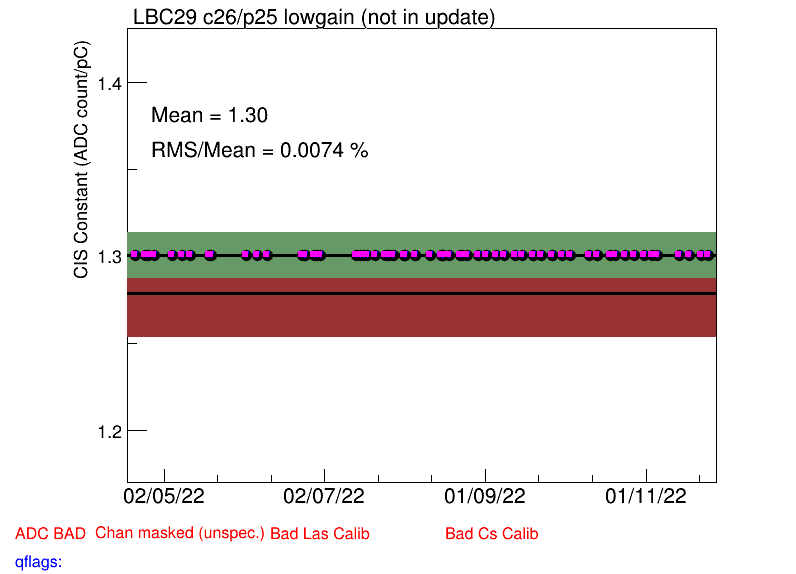 LBC29 c26/p25 lowgain (not in update)
CIS Constant (ADC count/pC)
1.4
Mean = 1.30
RMS/Mean = 0.0074 %
1.3
1.2
02/05/22 02/07/22 01/09/22 01/11/22
ADC BAD Chan masked (unspec.) Bad Las Calib Bad Cs Calib
qflags: